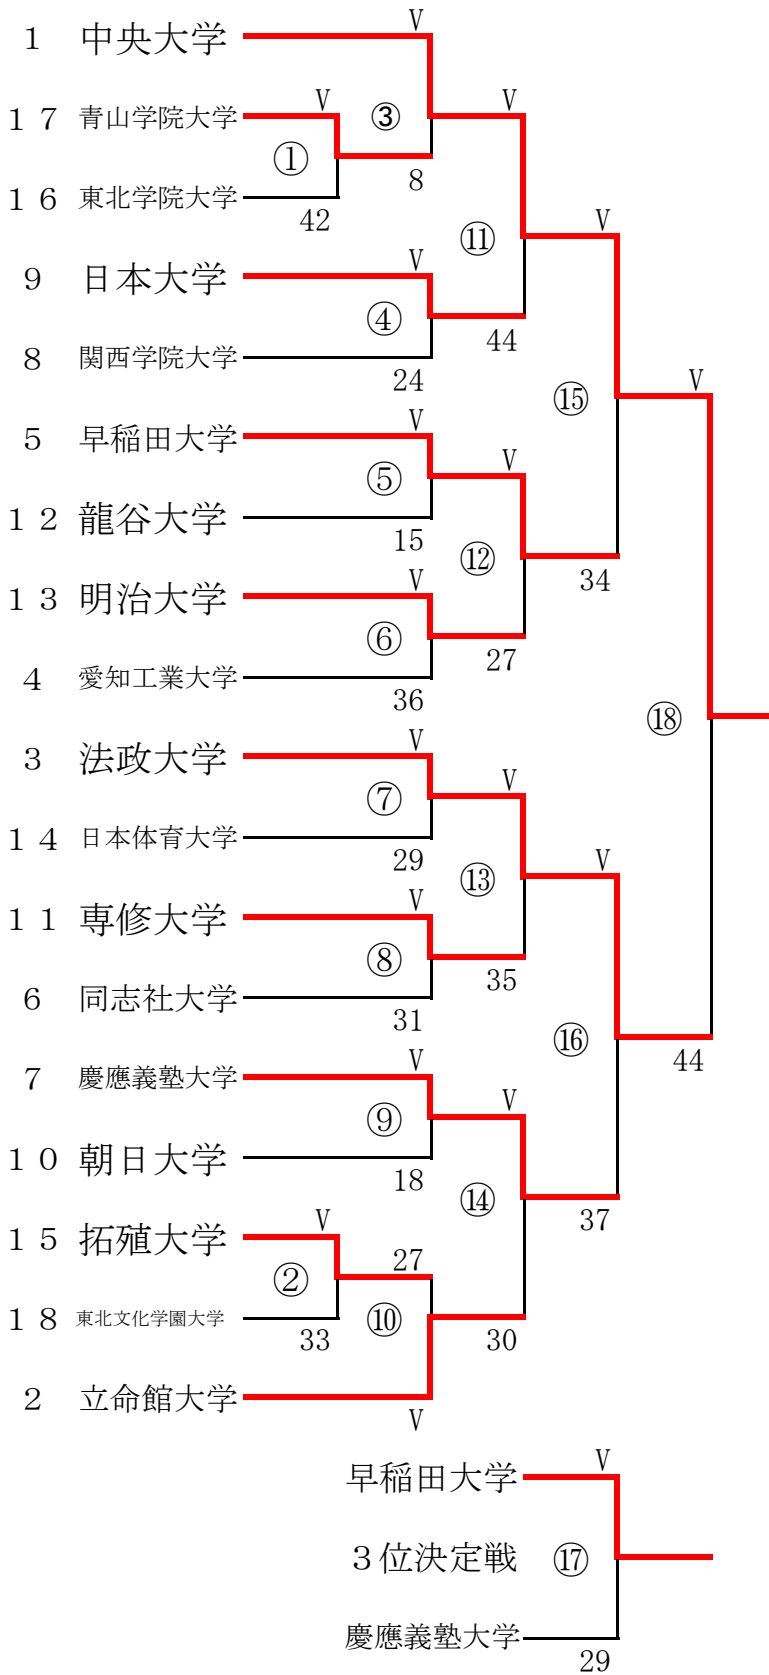 V
1 中央大学
V
17 青山学院大学
V
③
①
8
16 東北学院大学
42
V
⑪
V
9 日本大学
④
44
8 関西学院大学
24
V
⑮
V
5 早稲田大学
V
⑤
12 龍谷大学
15
⑫
V
34
13 明治大学
⑥
27
4 愛知工業大学
36
⑱
V
3 法政大学
V
⑦
14 日本体育大学
29
V
⑬
V
11 専修大学
⑧
35
6 同志社大学
31
⑯
V
44
7 慶應義塾大学
V
⑨
10 朝日大学
18
⑭
V
37
15 拓殖大学
27
②
18 東北文化学園大学
⑩
33
30
2 立命館大学
V
V
早稲田大学
3位決定戦 ⑰
慶應義塾大学
29